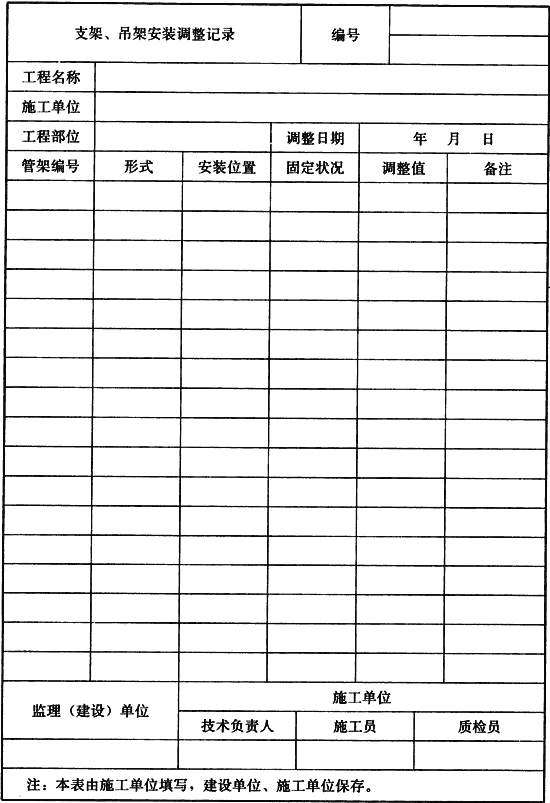 支架、吊架安装调整记录 编号
工程名称
施工单位
工程部位 调整日期 年 月 日
管架编号 形式 安装位置 固定状况 调整值 备注
监理（建设）单位 施工单位
技术负责人 施工员 质检员
注：本表由施工单位填写，建设单位、施工单位保存。